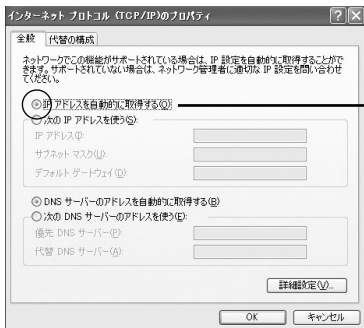 インターネット プロトコル (TCP/IP)のプロパティ
全般 代替の構成
ネットワークでこの機能がサポートされている場合は、IP 設定を自動的に取得することがで
きます。サポートされていない場合は、ネットワーク管理者に適切な IP 設定を問い合わせ
てください。
IP アドレスを自動的に取得する(O)
次の IP アドレスを使う(S):
IP アドレス(I):
サブネット マスク(U):
デフォルト ゲートウェイ(D):
DNS サーバーのアドレスを自動的に取得する(B)
次の DNS サーバーのアドレスを使う(E):
優先 DNS サーバー(P):
代替 DNS サーバー(A):
詳細設定(V)...
OK キャンセル